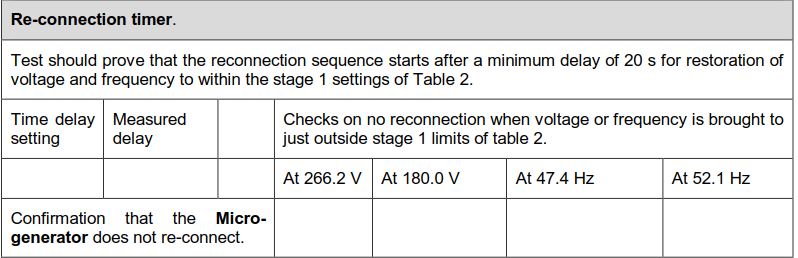 Re-connection timer.
Test should prove that the reconnection sequence starts after a minimum delay of 20 s for restoration of
voltage and frequency to within the stage 1 settings of Table 2.
Time delay
setting
Measured
delay
Checks on no reconnection when voltage or frequency is brought to
just outside stage 1 limits of table 2.
At 266.2 V
At 180.0 V
At 47.4 Hz
At 52.1 Hz
Confirmation that the Micro-
generator does not re-connect.